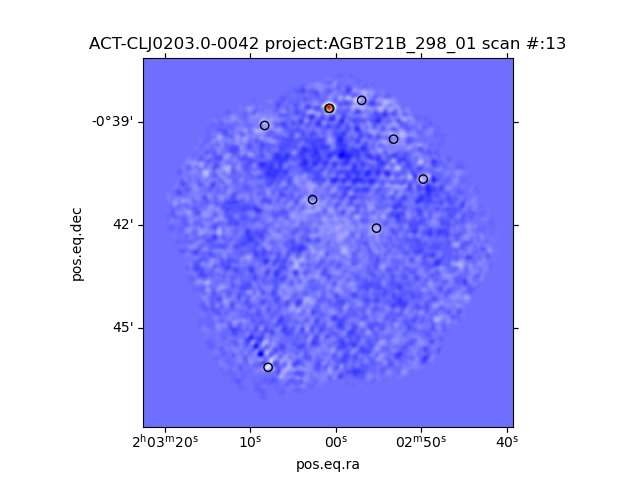 ACT-CLJ0203.0-0042 project:AGBT21B_298_01 scan #:13
-0°39'
42'
45'
pos.eq.dec
2ʰ03ᵐ20ˢ 10ˢ 00ˢ 02ᵐ50ˢ 40ˢ
pos.eq.ra